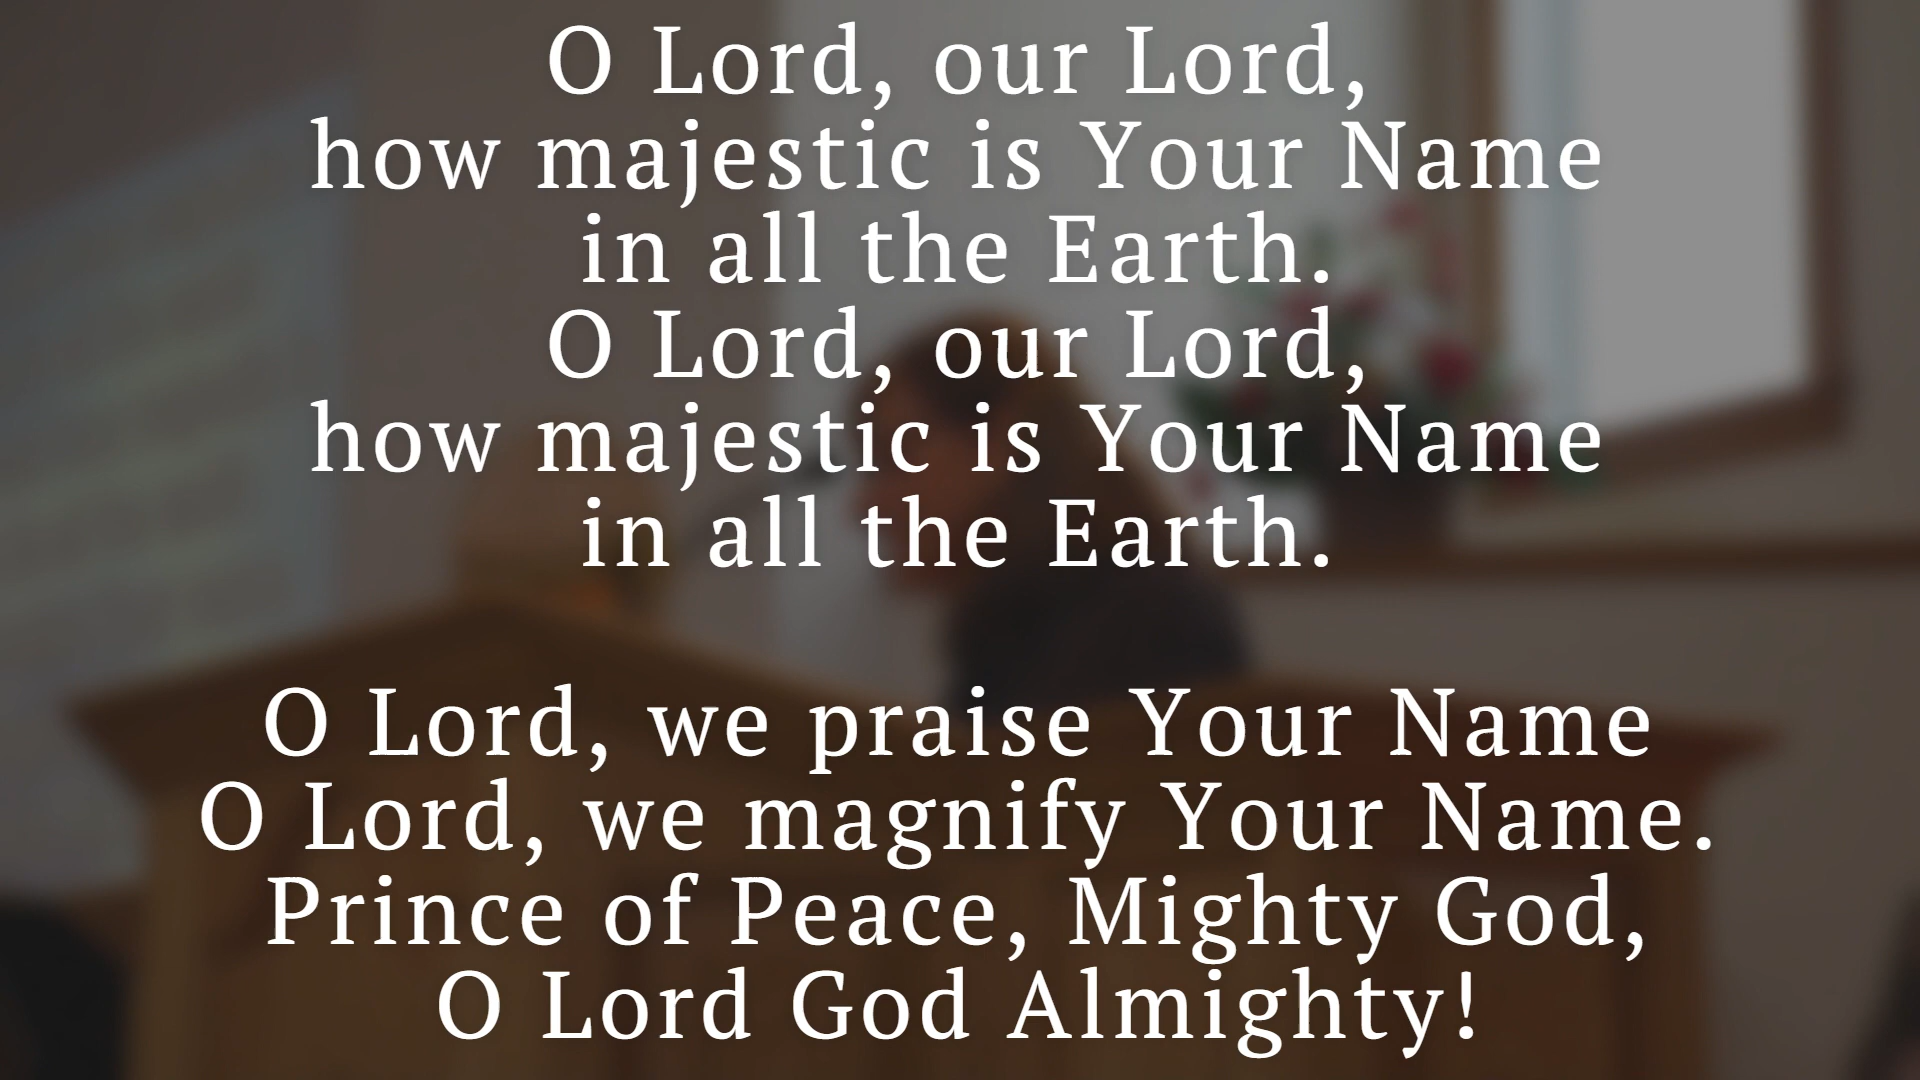 O Lord, our Lord,
how majestic is Your Name
in all the Earth.
O Lord, our Lord,
how majestic is Your Name
in all the Earth.
O Lord, we praise Your Name
O Lord, we magnify Your Name.
Prince of Peace, Mighty God,
O Lord God Almighty!